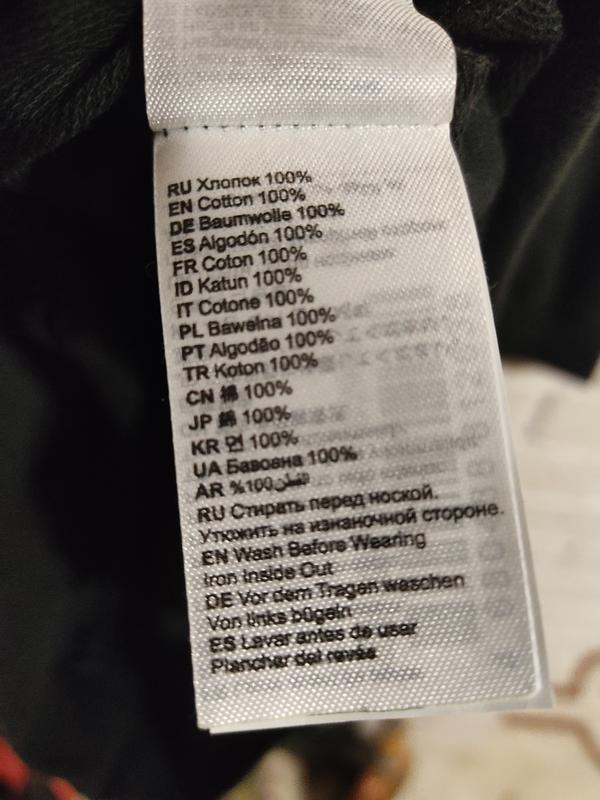 RU Хлопок 100%
EN Cotton 100%
DE Baumwolle 100%
ES Algodón 100%
FR Coton 100%
ID Katun 100%
IT Cotone 100%
PL Bawełna 100%
PT Algodão 100%
TR Koton 100%
CN 棉 100%
JP 綿 100%
KR 면 100%
UA Бавовна 100%
AR %100 قطن
RU Стирать перед ноской.
Утюжить на изнаночной стороне.
EN Wash Before Wearing
Iron Inside Out
DE Vor dem Tragen waschen
Von links bügeln
ES Lavar antes de usar
Planchar del revés